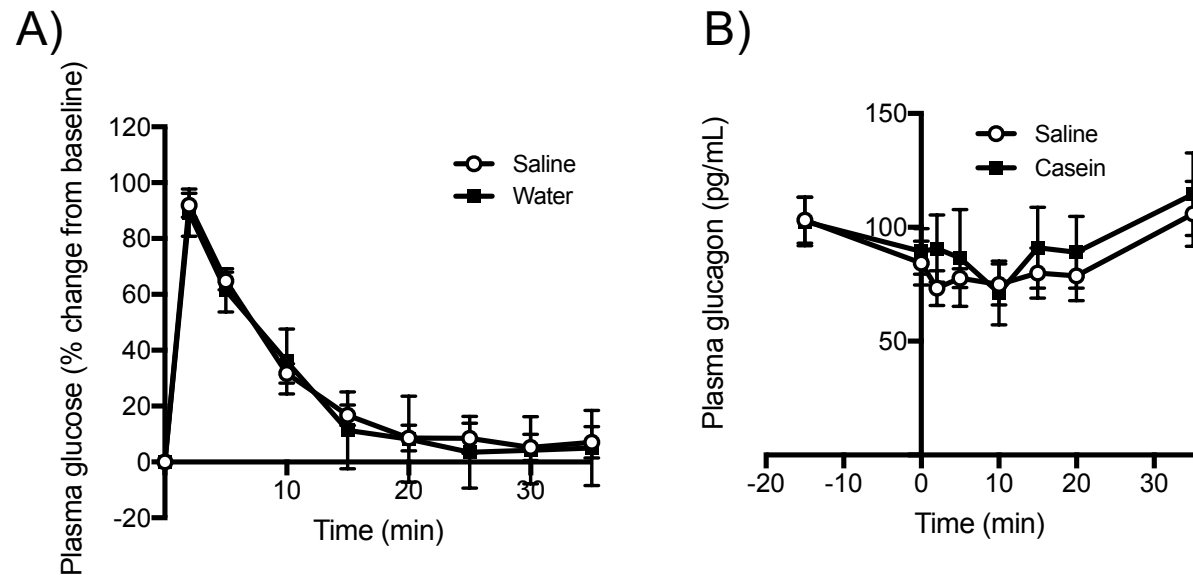 A)
Plasma glucose (% change from baseline)
120
100
80
60
40
20
0
-20
10
20
30
Time (min)
Saline
Water
B)
Plasma glucagon (pg/mL)
150
100
50
-20
-10
0
10
20
30
Time (min)
Saline
Casein